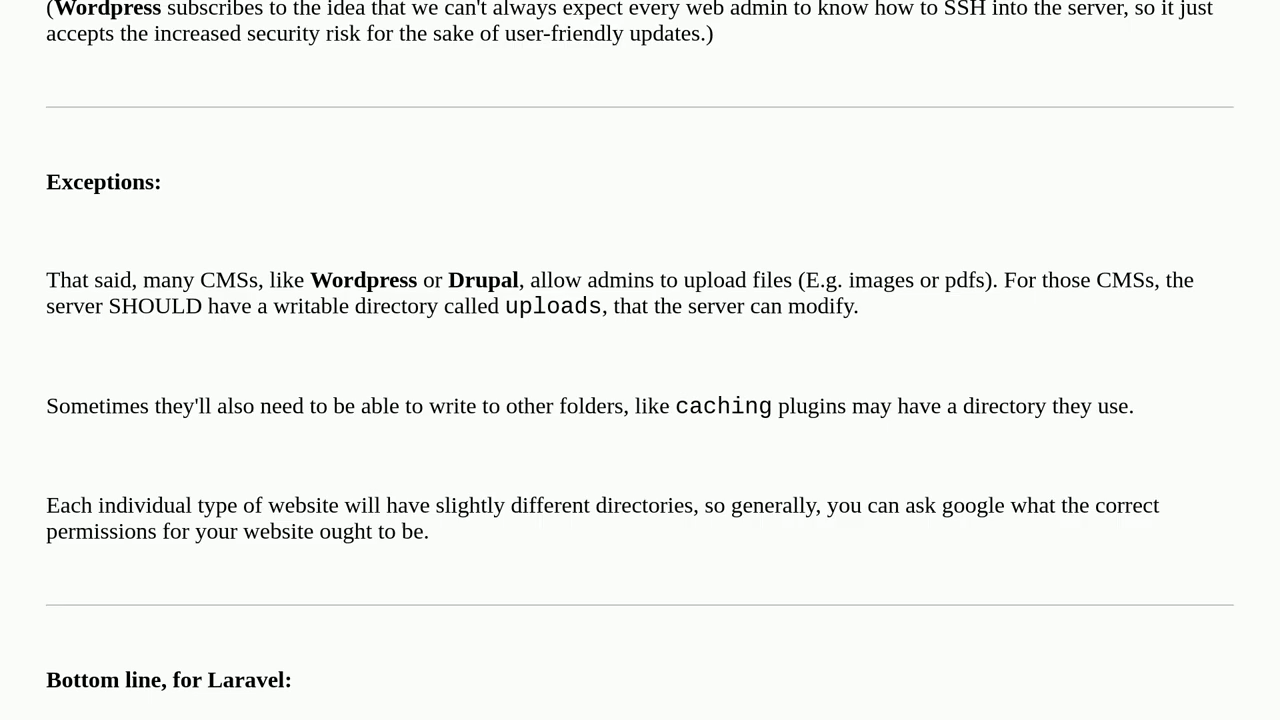 (Wordpress subscribes to the idea that we can't always expect every web admin to know how to SSH into the server, so it just
accepts the increased security risk for the sake of user-friendly updates.)
Exceptions:
That said, many CMSs, like Wordpress or Drupal, allow admins to upload files (E.g. images or pdfs). For those CMSs, the
server SHOULD have a writable directory called uploads, that the server can modify.
Sometimes they'll also need to be able to write to other folders, like caching plugins may have a directory they use.
Each individual type of website will have slightly different directories, so generally, you can ask google what the correct
permissions for your website ought to be.
Bottom line, for Laravel: